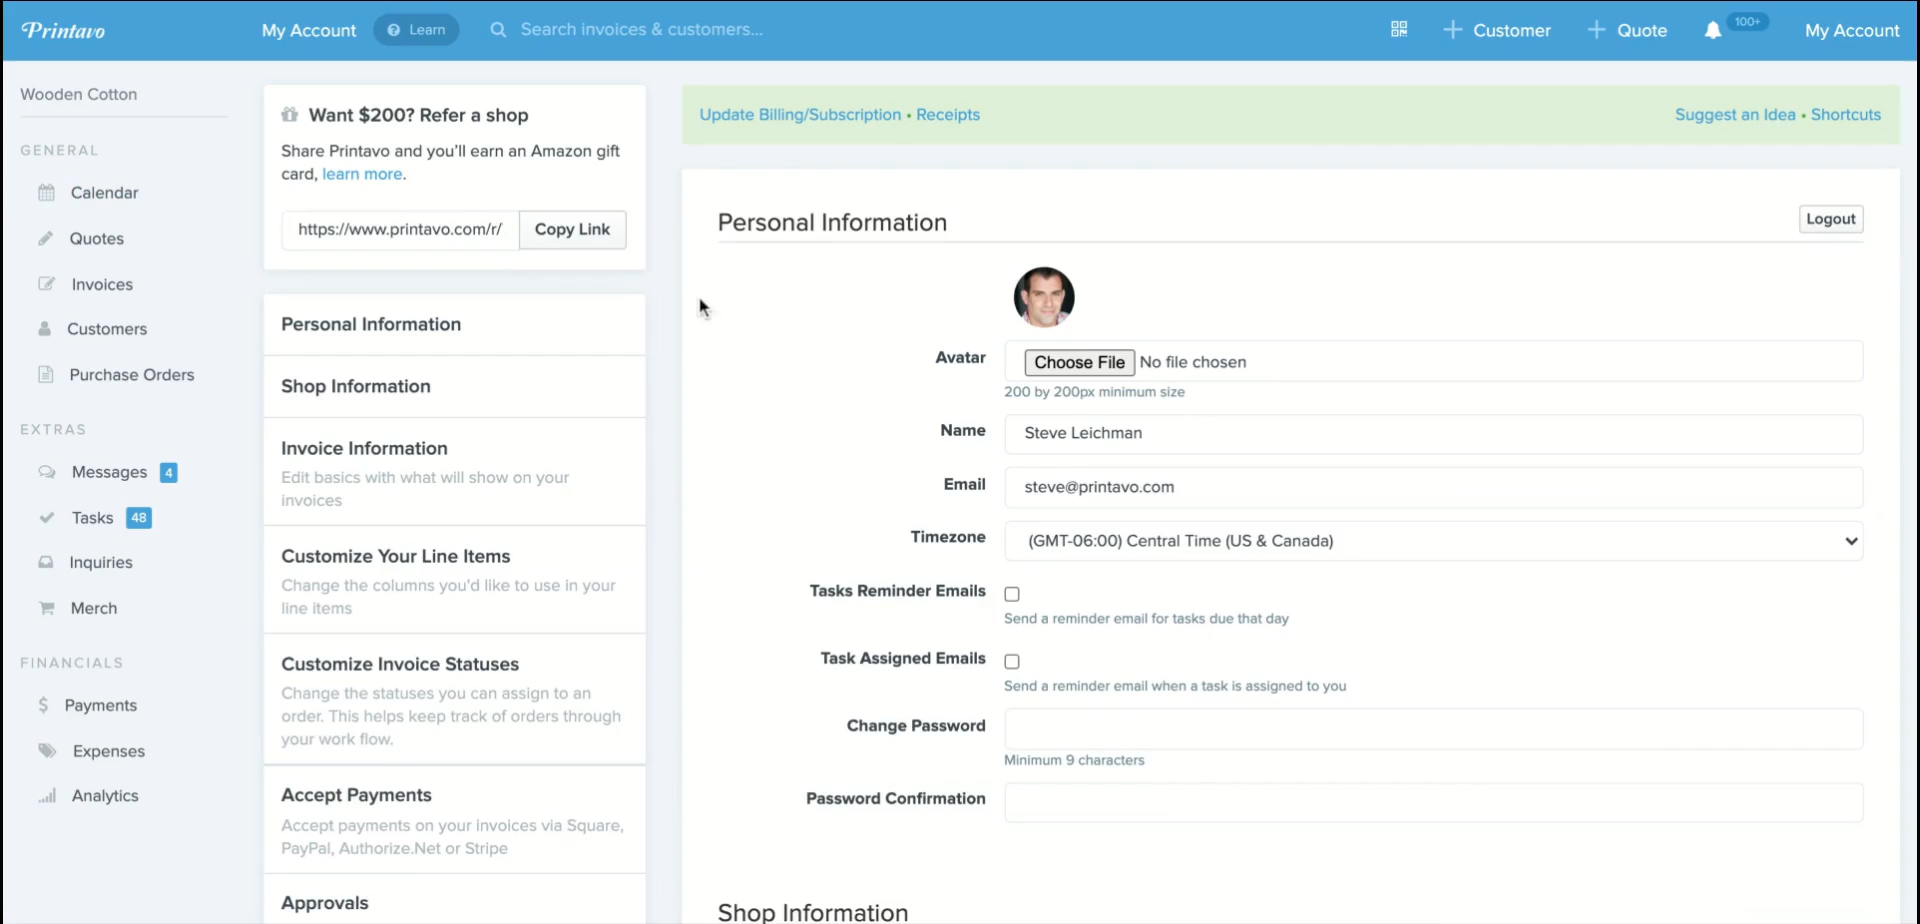 Printavo
My Account
Learn
Search invoices & customers...
Customer
Quote
100+
My Account
Wooden Cotton
GENERAL
Calendar
Quotes
Invoices
Customers
Purchase Orders
EXTRAS
Messages 4
Tasks 48
Inquiries
Merch
FINANCIALS
Payments
Expenses
Analytics
Want $200? Refer a shop
Share Printavo and you'll earn an Amazon gift
card, learn more.
https://www.printavo.com/r/
Copy Link
Personal Information
Shop Information
Invoice Information
Edit basics with what will show on your
invoices
Customize Your Line Items
Change the columns you'd like to use in your
line items
Customize Invoice Statuses
Change the statuses you can assign to an
order. This helps keep track of orders through
your work flow.
Accept Payments
Accept payments on your invoices via Square,
PayPal, Authorize.Net or Stripe
Approvals
Update Billing/Subscription • Receipts
Suggest an Idea • Shortcuts
Personal Information
Logout
Avatar
Choose File No file chosen
200 by 200px minimum size
Name
Steve Leichman
Email
steve@printavo.com
Timezone
(GMT-06:00) Central Time (US & Canada)
Tasks Reminder Emails
Send a reminder email for tasks due that day
Task Assigned Emails
Send a reminder email when a task is assigned to you
Change Password
Minimum 9 characters
Password Confirmation
Shop Information